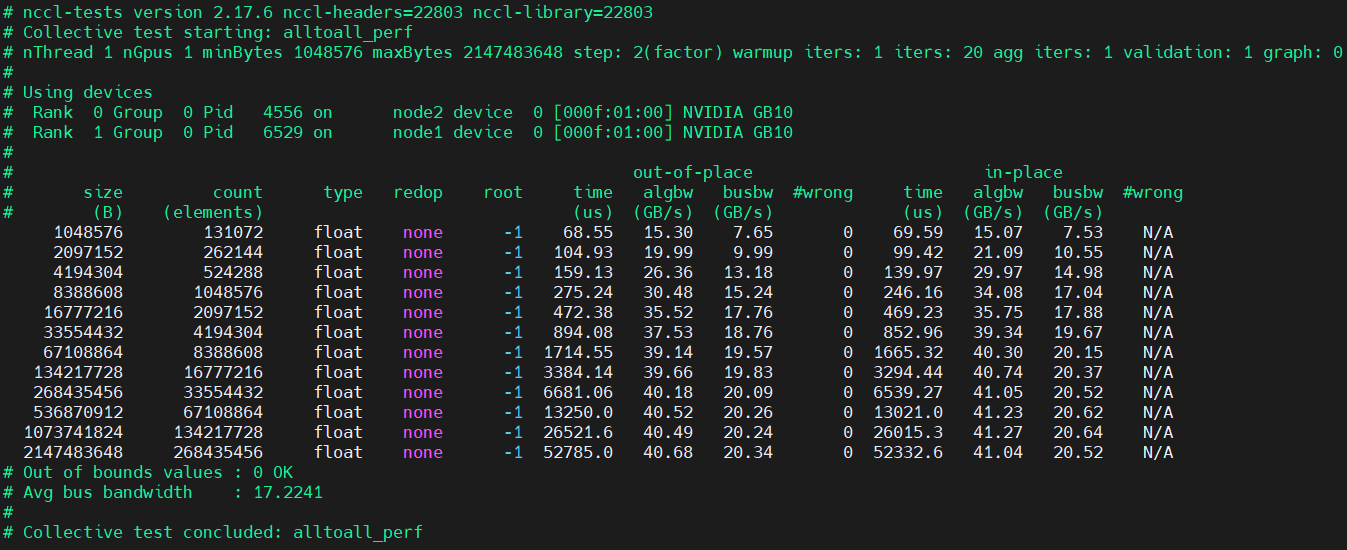 # nccl-tests version 2.17.6 nccl-headers=22803 nccl-library=22803
# Collective test starting: alltoall_perf
# nThread 1 nGpus 1 minBytes 1048576 maxBytes 2147483648 step: 2(factor) warmup iters: 1 iters: 20 agg iters: 1 validation: 1 graph: 0
#
# Using devices
#  Rank  0 Group  0 Pid   4556 on      node2 device  0 [000f:01:00] NVIDIA GB10
#  Rank  1 Group  0 Pid   6529 on      node1 device  0 [000f:01:00] NVIDIA GB10
#
#                                                              out-of-place                       in-place
#       size         count      type   redop    root     time   algbw   busbw  #wrong     time   algbw   busbw  #wrong
#        (B)    (elements)                               (us)  (GB/s)  (GB/s)             (us)  (GB/s)  (GB/s)
     1048576        131072     float    none      -1    68.55   15.30    7.65       0    69.59   15.07    7.53    N/A
     2097152        262144     float    none      -1   104.93   19.99    9.99       0    99.42   21.09   10.55    N/A
     4194304        524288     float    none      -1   159.13   26.36   13.18       0   139.97   29.97   14.98    N/A
     8388608       1048576     float    none      -1   275.24   30.48   15.24       0   246.16   34.08   17.04    N/A
    16777216       2097152     float    none      -1   472.38   35.52   17.76       0   469.23   35.75   17.88    N/A
    33554432       4194304     float    none      -1   894.08   37.53   18.76       0   852.96   39.34   19.67    N/A
    67108864       8388608     float    none      -1  1714.55   39.14   19.57       0  1665.32   40.30   20.15    N/A
   134217728      16777216     float    none      -1  3384.14   39.66   19.83       0  3294.44   40.74   20.37    N/A
   268435456      33554432     float    none      -1  6681.06   40.18   20.09       0  6539.27   41.05   20.52    N/A
   536870912      67108864     float    none      -1  13250.0   40.52   20.26       0  13021.0   41.23   20.62    N/A
  1073741824     134217728     float    none      -1  26521.6   40.49   20.24       0  26015.3   41.27   20.64    N/A
  2147483648     268435456     float    none      -1  52785.0   40.68   20.34       0  52332.6   41.04   20.52    N/A
# Out of bounds values : 0 OK
# Avg bus bandwidth    : 17.2241
#
# Collective test concluded: alltoall_perf